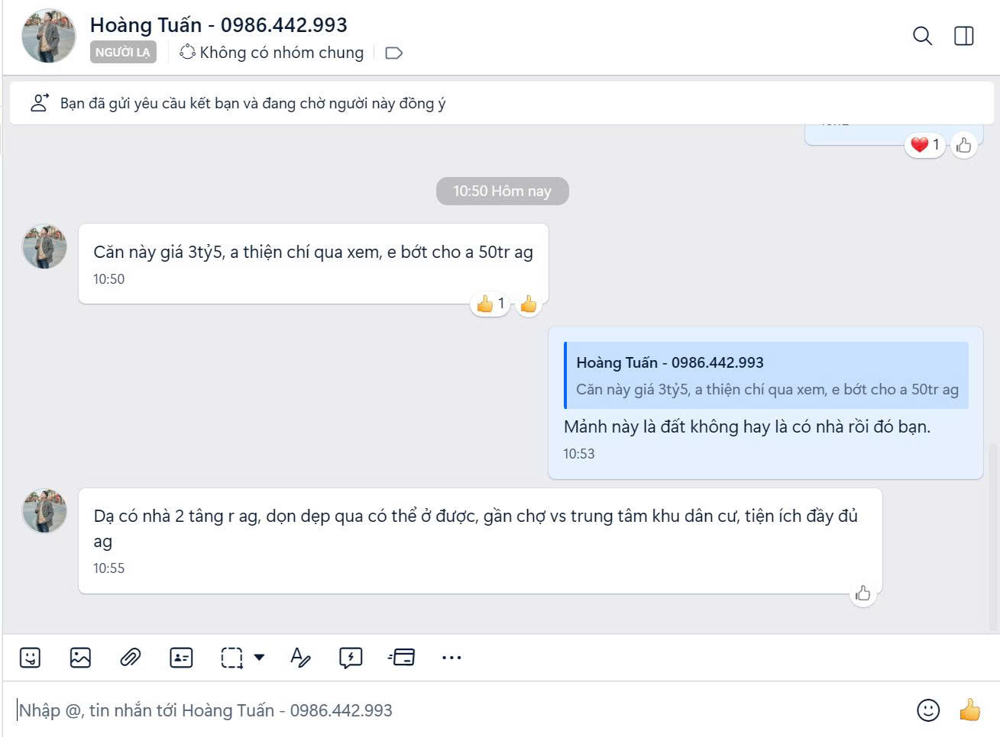 Hoàng Tuấn - 0986.442.993
NGƯỜI LẠ
Không có nhóm chung
Bạn đã gửi yêu cầu kết bạn và đang chờ người này đồng ý
1
10:50 Hôm nay
Căn này giá 3tỷ5, a thiện chí qua xem, e bớt cho a 50tr ag
10:50
1
Hoàng Tuấn - 0986.442.993
Căn này giá 3tỷ5, a thiện chí qua xem, e bớt cho a 50tr ag
Mảnh này là đất không hay là có nhà rồi đó bạn.
10:53
Dạ có nhà 2 tâng r ag, dọn dẹp qua có thể ở được, gần chợ vs trung tâm khu dân cư, tiện ích đầy đủ
ag
10:55
Nhập @, tin nhắn tới Hoàng Tuấn - 0986.442.993